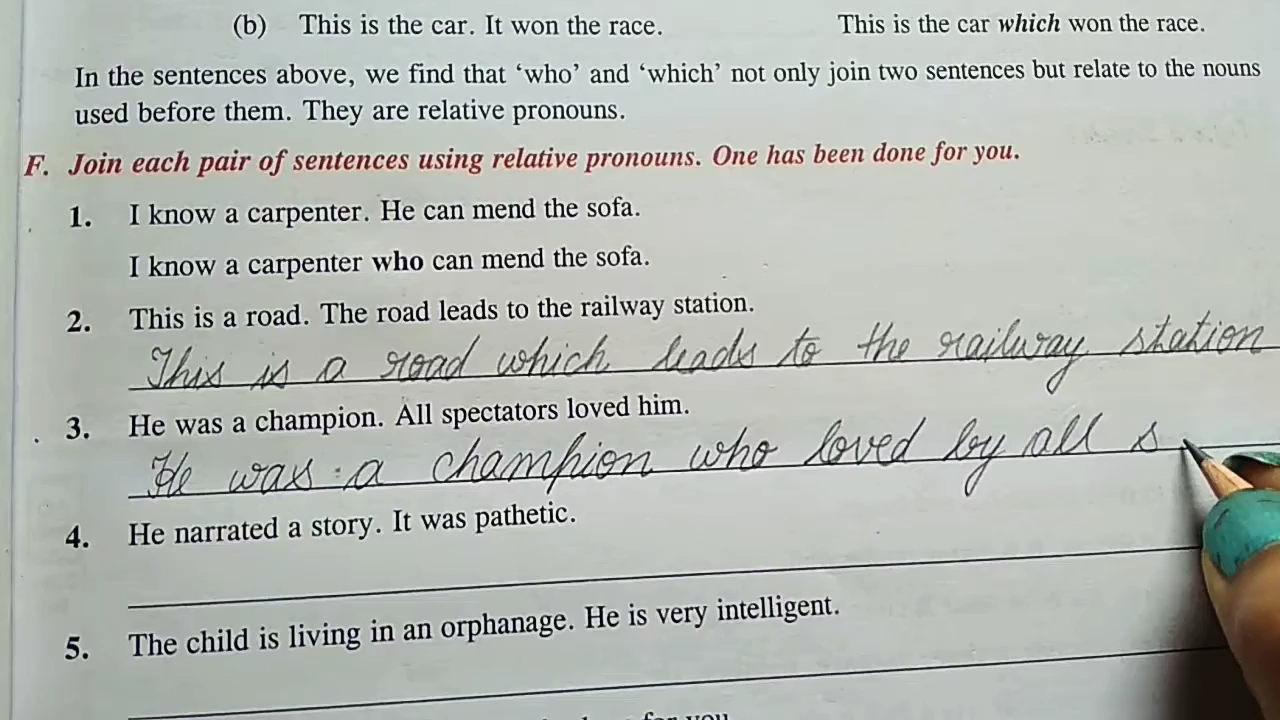 (b) This is the car. It won the race. This is the car which won the race.
In the sentences above, we find that ‘who’ and ‘which’ not only join two sentences but relate to the nouns
used before them. They are relative pronouns.
F. Join each pair of sentences using relative pronouns. One has been done for you.
1. I know a carpenter. He can mend the sofa.
I know a carpenter who can mend the sofa.
2. This is a road. The road leads to the railway station.
This is a road which leads to the railway station
3. He was a champion. All spectators loved him.
He was a champion who loved by all s
4. He narrated a story. It was pathetic.
5. The child is living in an orphanage. He is very intelligent.
for you